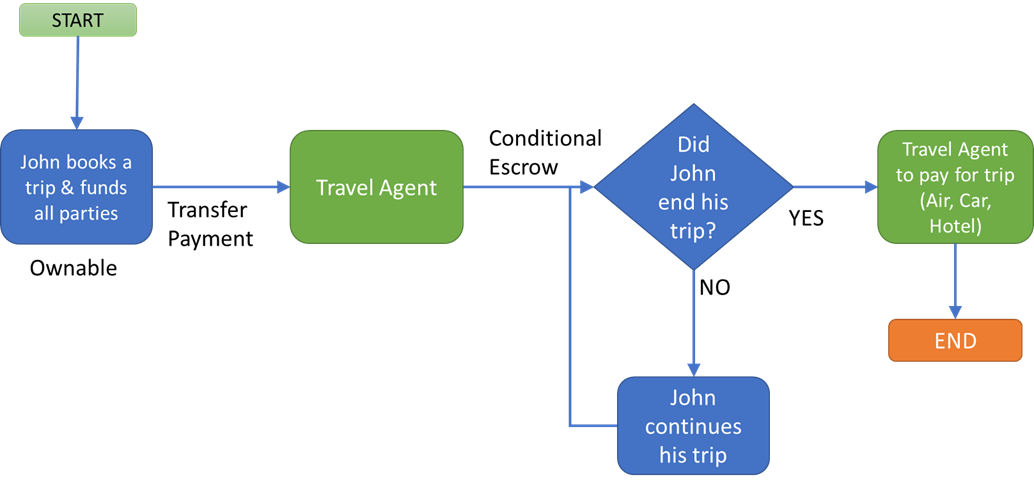 START
John books a
trip & funds
all parties
Ownable
Transfer
Payment
Travel Agent
Conditional
Escrow
Did
John
end his
trip?
YES
NO
John
continues
his trip
Travel Agent
to pay for trip
(Air, Car,
Hotel)
END